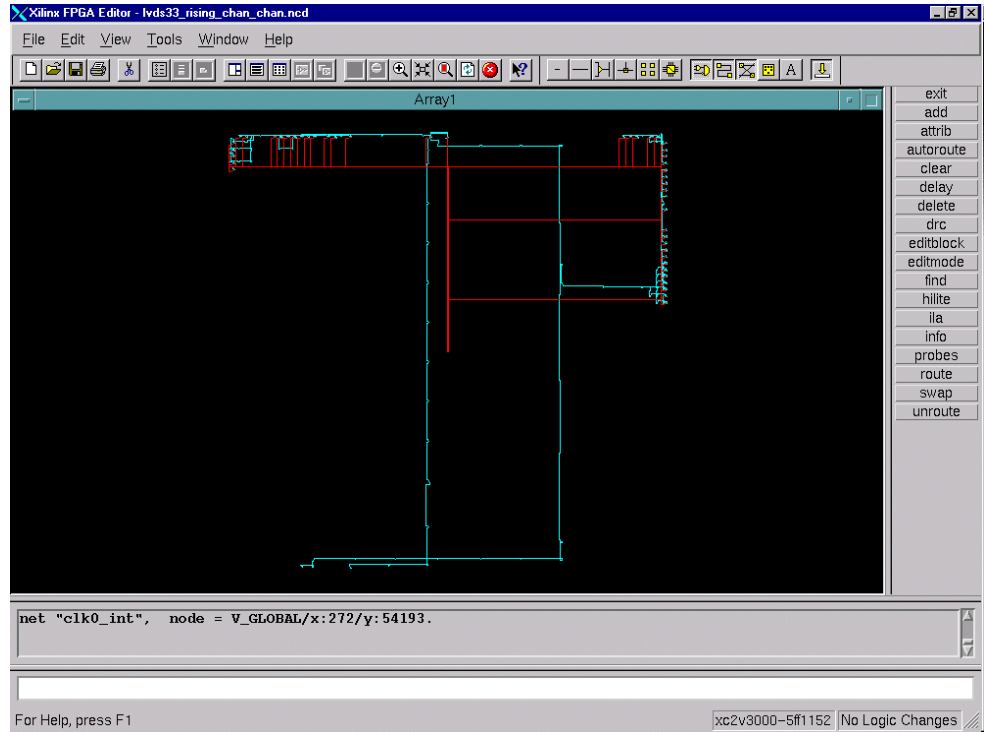 Xilinx FPGA Editor - lvds33_rising_chan_chan.ncd
File Edit View Tools Window Help
A
Array1
exit
add
attrib
autoroute
clear
delay
delete
drc
editblock
editmode
find
hilite
ila
info
probes
route
swap
unroute
net "clk0_int",  node = V_GLOBAL/x:272/y:54193.
For Help, press F1
xc2v3000-5ff1152 No Logic Changes